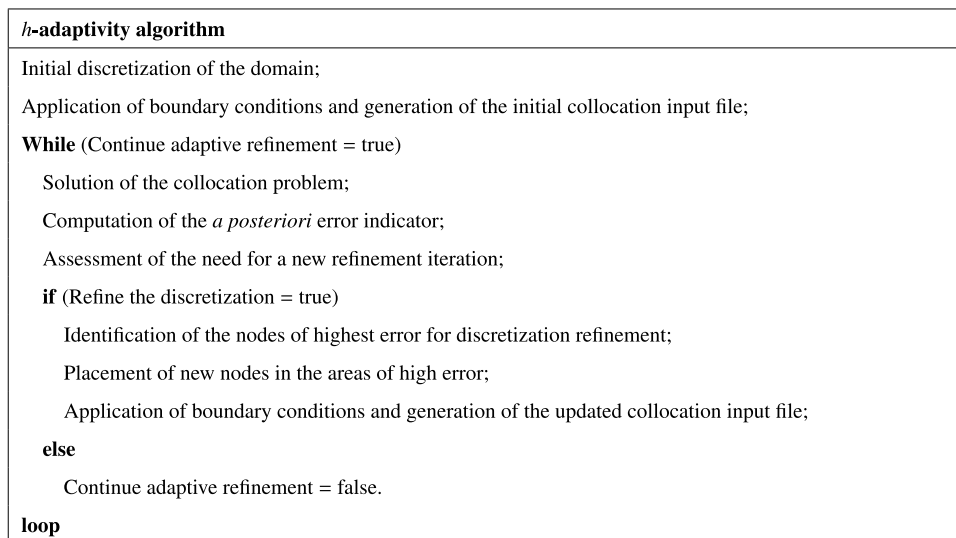 h-adaptivity algorithm
Initial discretization of the domain;
Application of boundary conditions and generation of the initial collocation input file;
While (Continue adaptive refinement = true)
Solution of the collocation problem;
Computation of the a posteriori error indicator;
Assessment of the need for a new refinement iteration;
if (Refine the discretization = true)
Identification of the nodes of highest error for discretization refinement;
Placement of new nodes in the areas of high error;
Application of boundary conditions and generation of the updated collocation input file;
else
Continue adaptive refinement = false.
loop